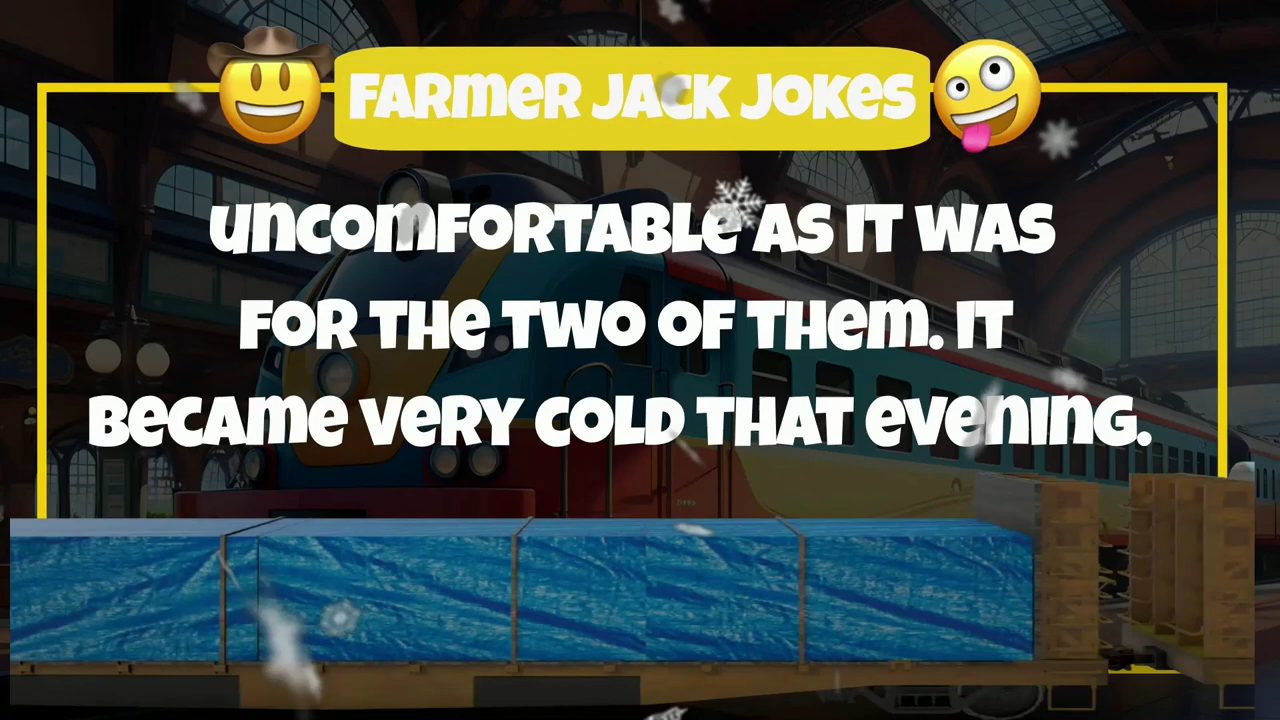 FARMER JACK JOKES
UNCOMFORTABLE AS IT WAS
FOR THE TWO OF THEM. IT
BECAME VERY COLD THAT EVENING.